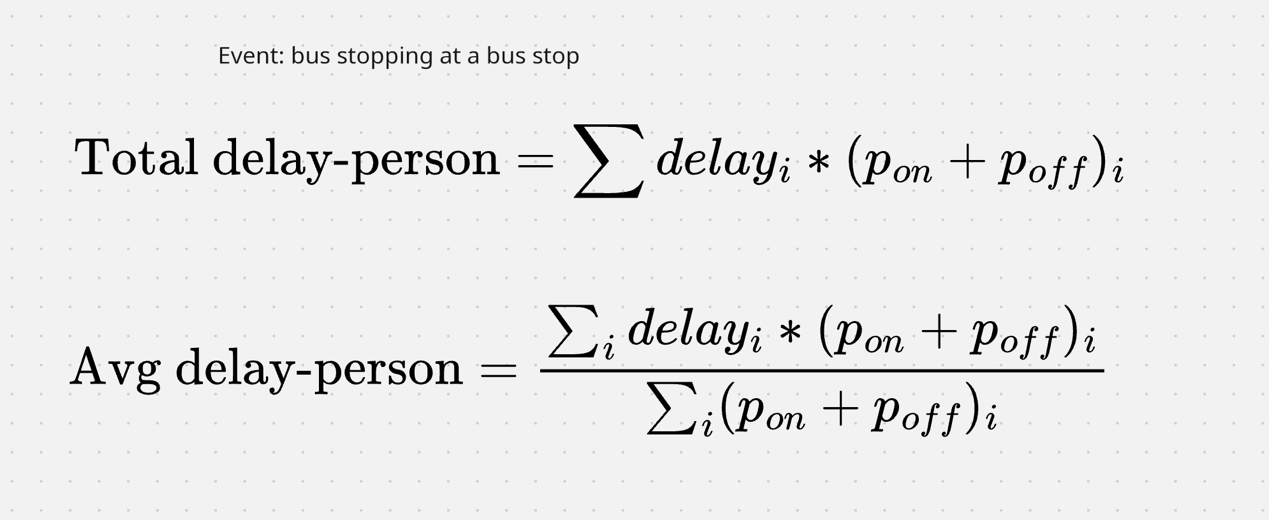 Event: bus stopping at a bus stop
Total delay-person = ∑ delay_i * (p_on + p_off)_i
Avg delay-person = \frac{∑_i delay_i * (p_on + p_off)_i}{∑_i (p_on + p_off)_i}